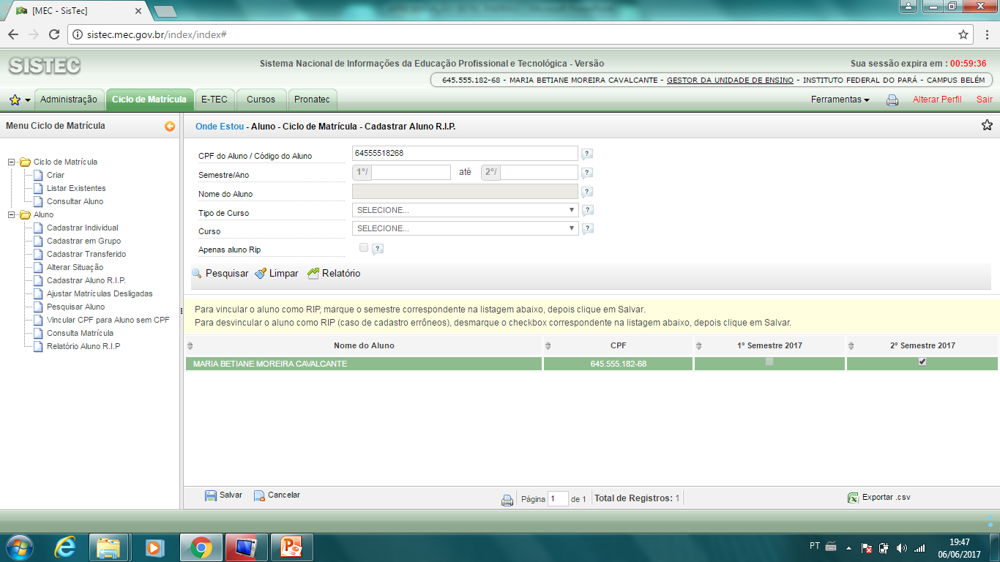 [MEC - SisTec]
sistec.mec.gov.br/index/index#
SISTEC
Sistema Nacional de Informações da Educação Profissional e Tecnológica - Versão
Sua sessão expira em : 00:59:36
645.555.182-68 - MARIA BETIANE MOREIRA CAVALCANTE - GESTOR DA UNIDADE DE ENSINO - INSTITUTO FEDERAL DO PARÁ - CAMPUS BELÉM
Administração
Ciclo de Matrícula
E-TEC
Cursos
Pronatec
Ferramentas
Alterar Perfil
Sair
Menu Ciclo de Matrícula
Ciclo de Matrícula
Criar
Listar Existentes
Consultar Aluno
Aluno
Cadastrar Individual
Cadastrar em Grupo
Cadastrar Transferido
Alterar Situação
Cadastrar Aluno R.I.P.
Ajustar Matrículas Desligadas
Pesquisar Aluno
Vincular CPF para Aluno sem CPF
Consulta Matrícula
Relatório Aluno R.I.P
Onde Estou - Aluno - Ciclo de Matrícula - Cadastrar Aluno R.I.P.
CPF do Aluno / Código do Aluno 64555518268 ?
Semestre/Ano 1º/ até 2º/ ?
Nome do Aluno ?
Tipo de Curso SELECIONE... ?
Curso SELECIONE... ?
Apenas aluno Rip ?
Pesquisar Limpar Relatório
Para vincular o aluno como RIP, marque o semestre correspondente na listagem abaixo, depois clique em Salvar.
Para desvincular o aluno como RIP (caso de cadastro errôneos), desmarque o checkbox correspondente na listagem abaixo, depois clique em Salvar.
Nome do Aluno CPF 1º Semestre 2017 2º Semestre 2017
MARIA BETIANE MOREIRA CAVALCANTE 645.555.182-68
Salvar Cancelar Página 1 de 1 Total de Registros: 1 Exportar .csv
PT
19:47
06/06/2017